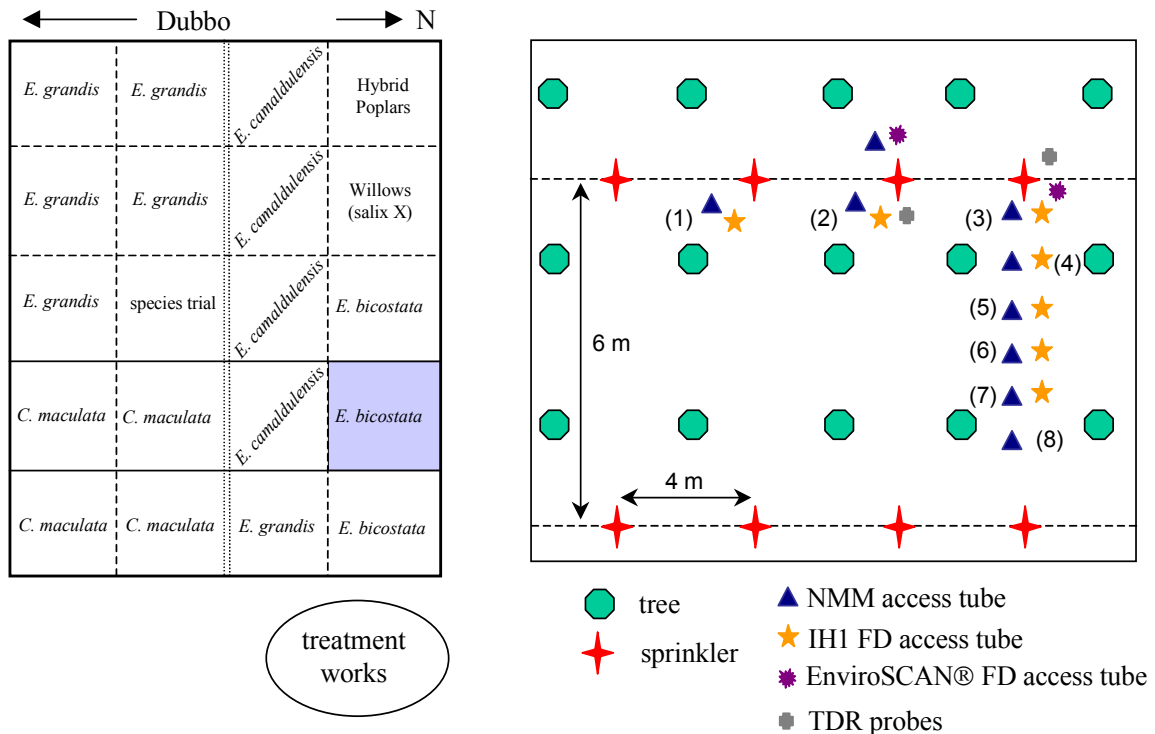 Dubbo
N
E. grandis
E. grandis
E. camaldulensis
Hybrid
Poplars
E. grandis
E. grandis
E. camaldulensis
Willows
(salix X)
E. grandis
species trial
E. camaldulensis
E. bicostata
C. maculata
C. maculata
E. camaldulensis
E. bicostata
C. maculata
C. maculata
E. grandis
E. bicostata
treatment
works
(1)
(2)
(3)
(4)
(5)
(6)
(7)
(8)
6 m
4 m
tree
sprinkler
NMM access tube
IH1 FD access tube
EnviroSCAN® FD access tube
TDR probes